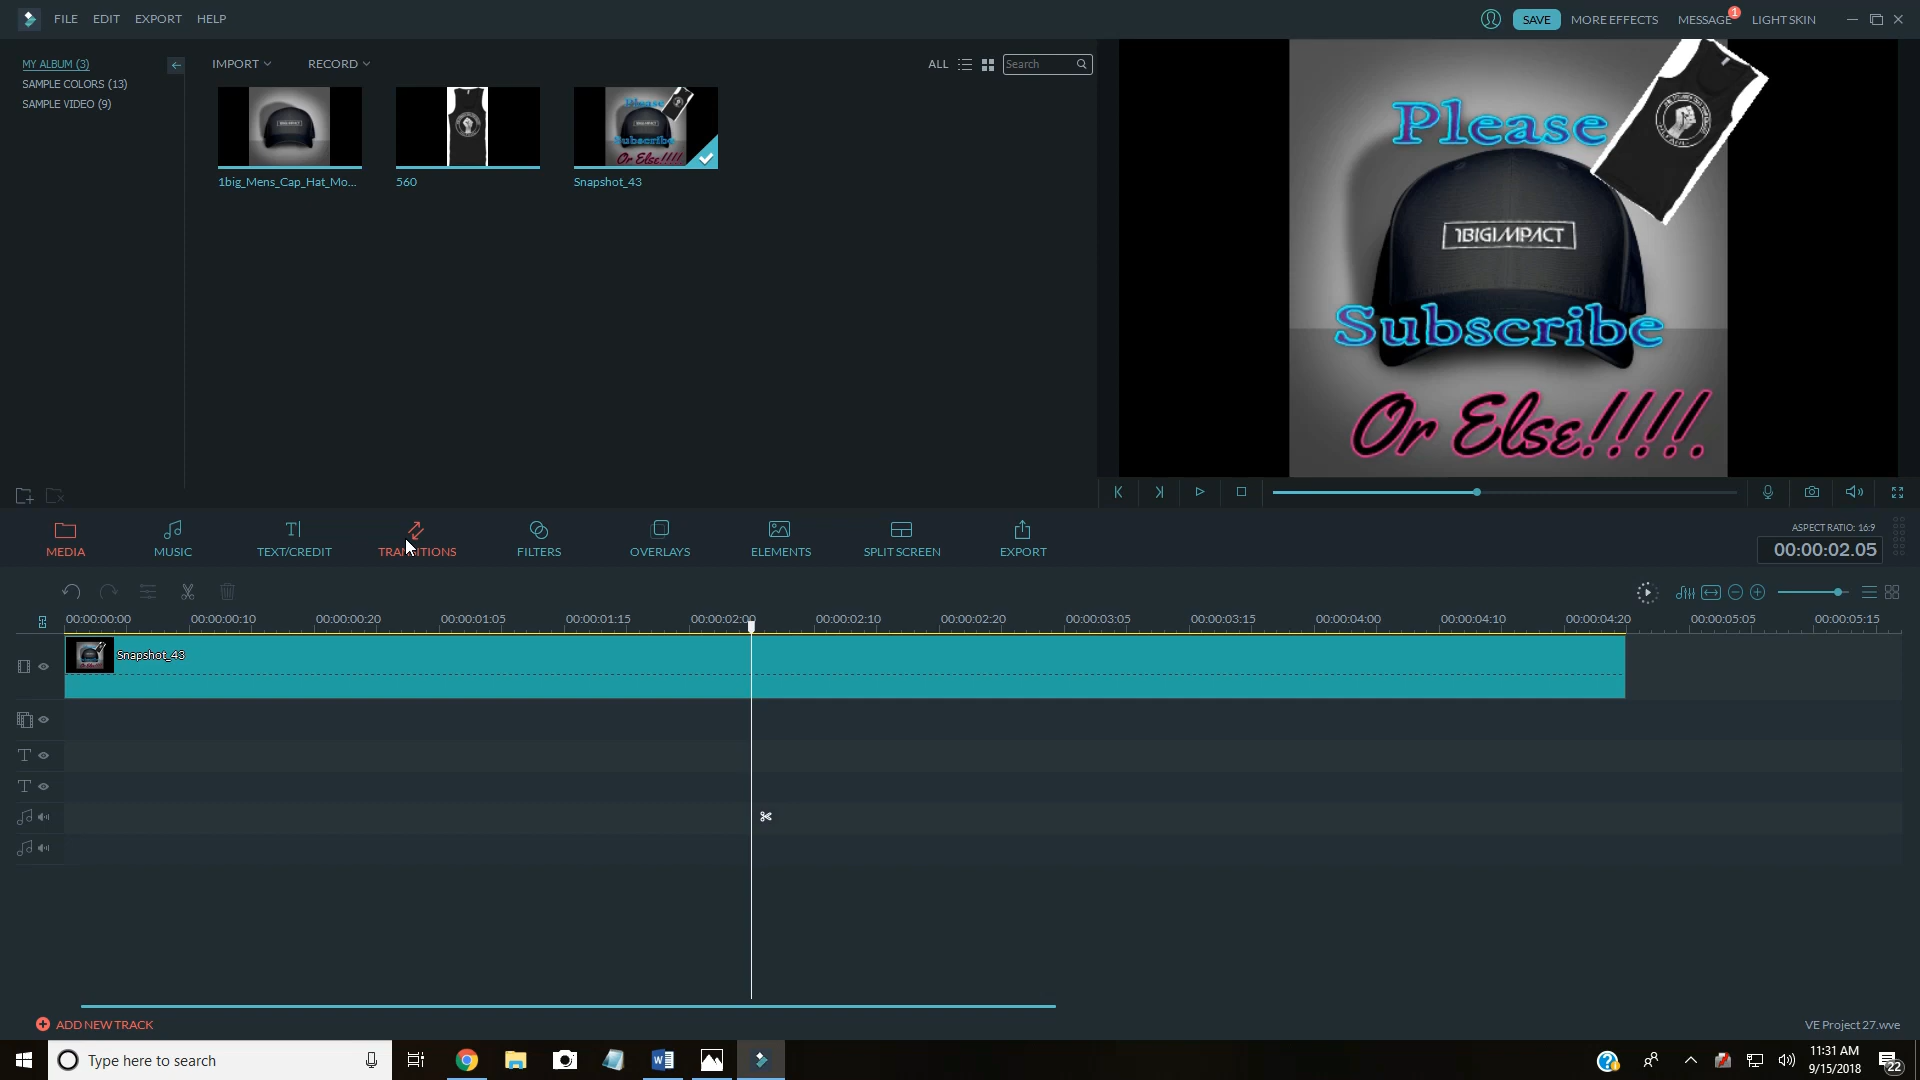 FILE EDIT EXPORT HELP
SAVE MORE EFFECTS MESSAGE 1 LIGHT SKIN
MY ALBUM (3)
SAMPLE COLORS (13)
SAMPLE VIDEO (9)
IMPORT RECORD ALL Search
1big_Mens_Cap_Hat_Mo... 560 Snapshot_43
Please
Subscribe
Or Else!!!!
Please
1BIGIMPACT
Subscribe
Or Else!!!!.
MEDIA MUSIC TEXT/CREDIT TRANSITIONS FILTERS OVERLAYS ELEMENTS SPLIT SCREEN EXPORT
ASPECT RATIO: 16:9
00:00:02.05
00:00:00:00 00:00:00:10 00:00:00:20 00:00:01:05 00:00:01:15 00:00:02:00 00:00:02:10 00:00:02:20 00:00:03:05 00:00:03:15 00:00:04:00 00:00:04:10 00:00:04:20 00:00:05:05 00:00:05:15
Snapshot_43
ADD NEW TRACK
VE Project 27.wve
Type here to search
11:31 AM
9/15/2018
22